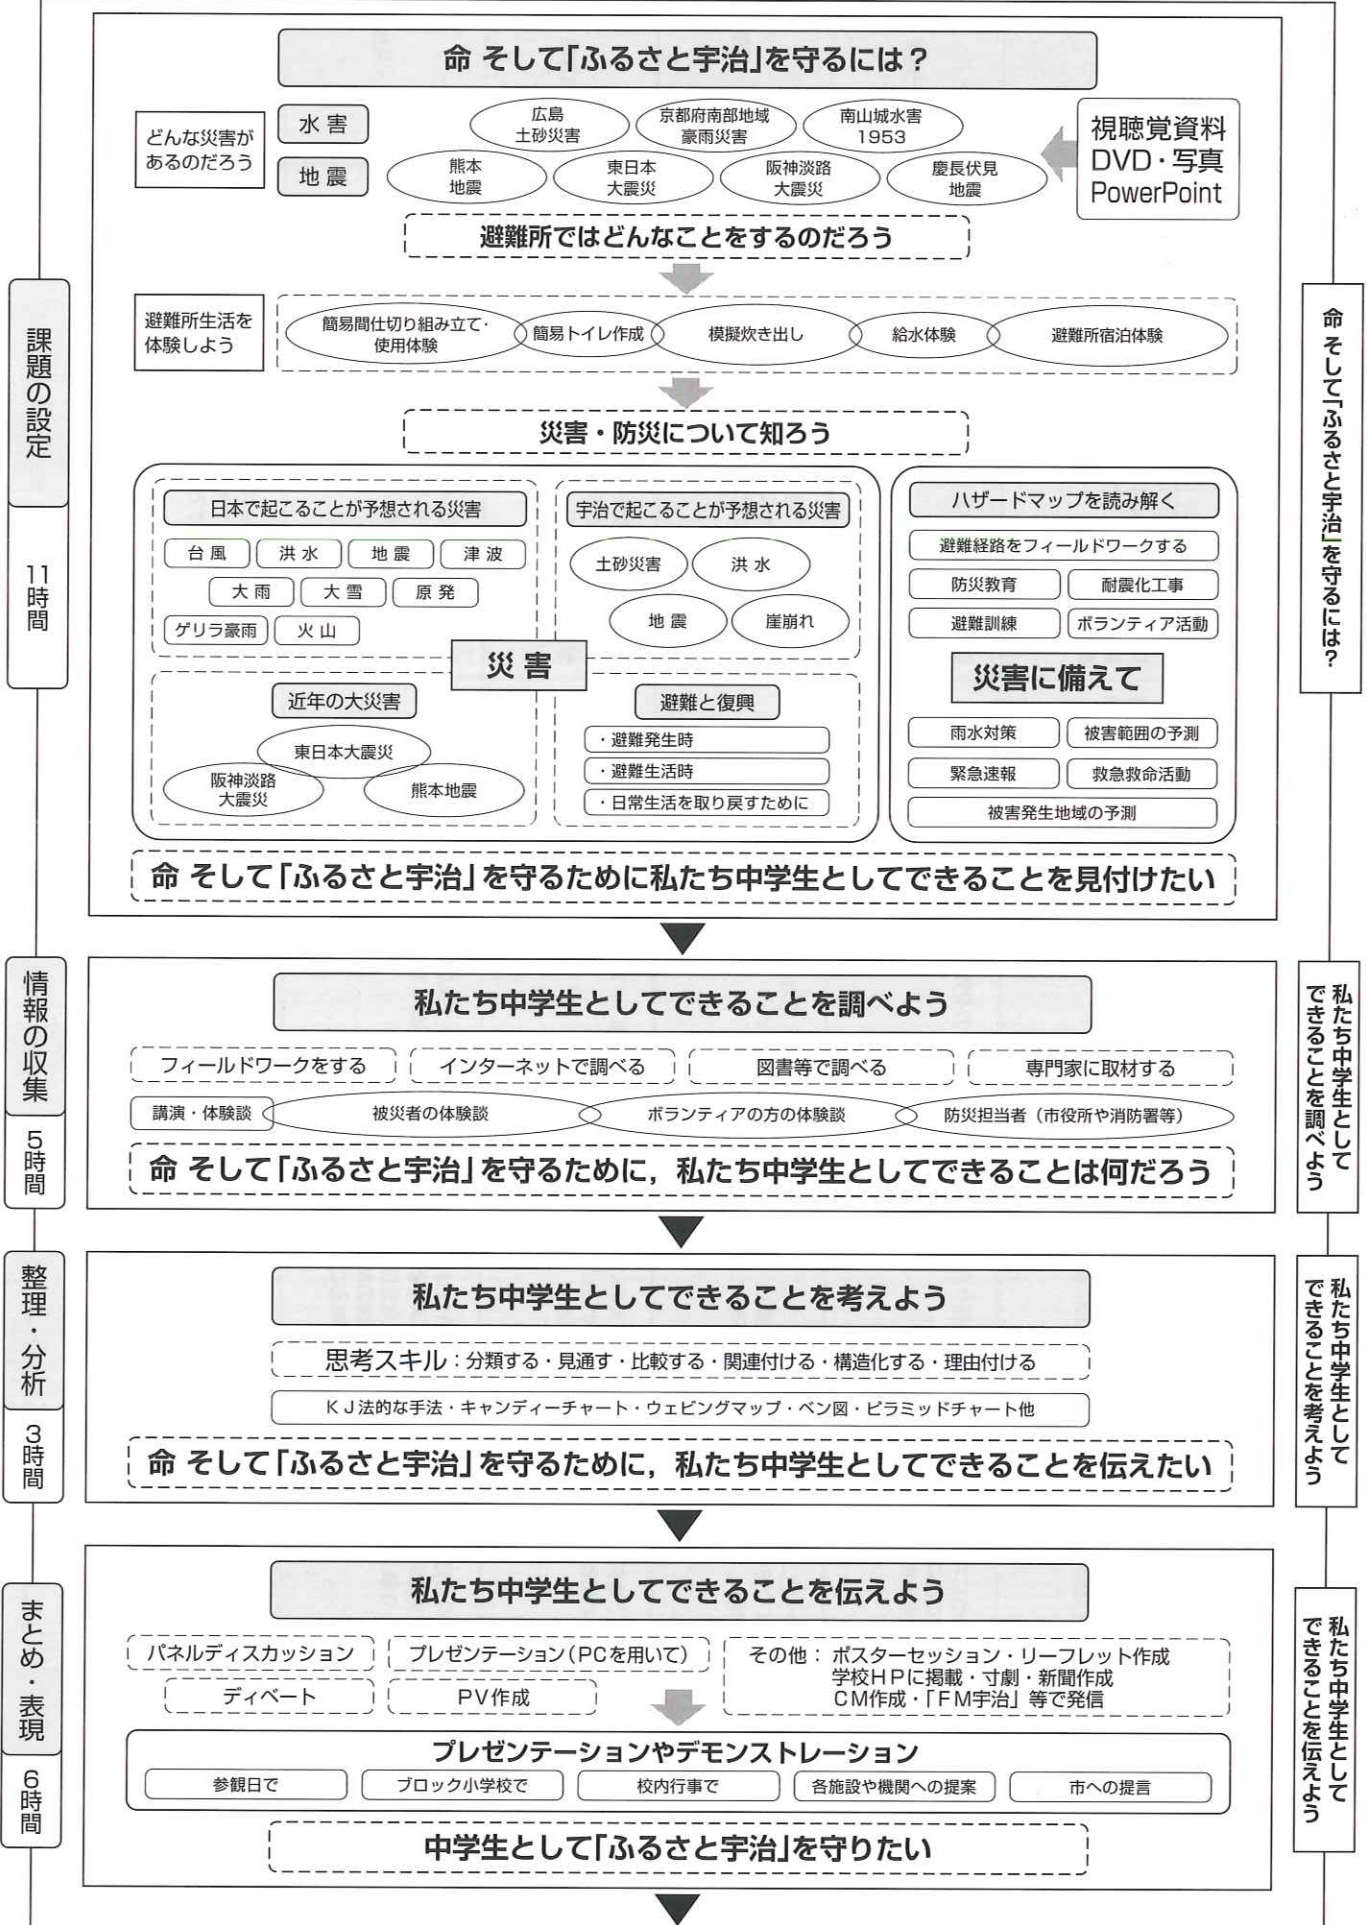 命 そして「ふるさと宇治」を守るには？
どんな災害が
あるのだろう
水 害
広島
土砂災害
京都府南部地域
豪雨災害
南山城水害
1953
地 震
熊本
地震
東日本
大震災
阪神淡路
大震災
慶長伏見
地震
視聴覚資料
DVD・写真
PowerPoint
避難所ではどんなことをするのだろう
避難所生活を
体験しよう
簡易間仕切り組み立て・
使用体験
簡易トイレ作成
模擬炊き出し
給水体験
避難所宿泊体験
災害・防災について知ろう
課題の設定
11時間
日本で起こることが予想される災害
台 風
洪 水
地 震
津 波
大 雨
大 雪
原 発
ゲリラ豪雨
火 山
宇治で起こることが予想される災害
土砂災害
洪 水
地 震
崖崩れ
災 害
近年の大災害
東日本大震災
阪神淡路
大震災
熊本地震
避難と復興
・避難発生時
・避難生活時
・日常生活を取り戻すために
ハザードマップを読み解く
避難経路をフィールドワークする
防災教育
耐震化工事
避難訓練
ボランティア活動
災害に備えて
雨水対策
被害範囲の予測
緊急速報
救急救命活動
被害発生地域の予測
命 そして「ふるさと宇治」を守るために私たち中学生としてできることを見付けたい
命 そして「ふるさと宇治」を守るには？
情報の収集
5時間
私たち中学生としてできることを調べよう
フィールドワークをする
インターネットで調べる
図書等で調べる
専門家に取材する
講演・体験談
被災者の体験談
ボランティアの方の体験談
防災担当者（市役所や消防署等）
命 そして「ふるさと宇治」を守るために，私たち中学生としてできることは何だろう
私たち中学生として
できることを調べよう
整理・分析
3時間
私たち中学生としてできることを考えよう
思考スキル：分類する・見通す・比較する・関連付ける・構造化する・理由付ける
ＫＪ法的な手法・キャンディーチャート・ウェビングマップ・ベン図・ピラミッドチャート他
命 そして「ふるさと宇治」を守るために，私たち中学生としてできることを伝えたい
私たち中学生として
できることを考えよう
まとめ・表現
6時間
私たち中学生としてできることを伝えよう
パネルディスカッション
プレゼンテーション（PCを用いて）
ディベート
PV作成
その他：ポスターセッション・リーフレット作成
学校ＨＰに掲載・寸劇・新聞作成
ＣＭ作成・「ＦＭ宇治」等で発信
プレゼンテーションやデモンストレーション
参観日で
ブロック小学校で
校内行事で
各施設や機関への提案
市への提言
中学生として「ふるさと宇治」を守りたい
私たち中学生として
できることを伝えよう